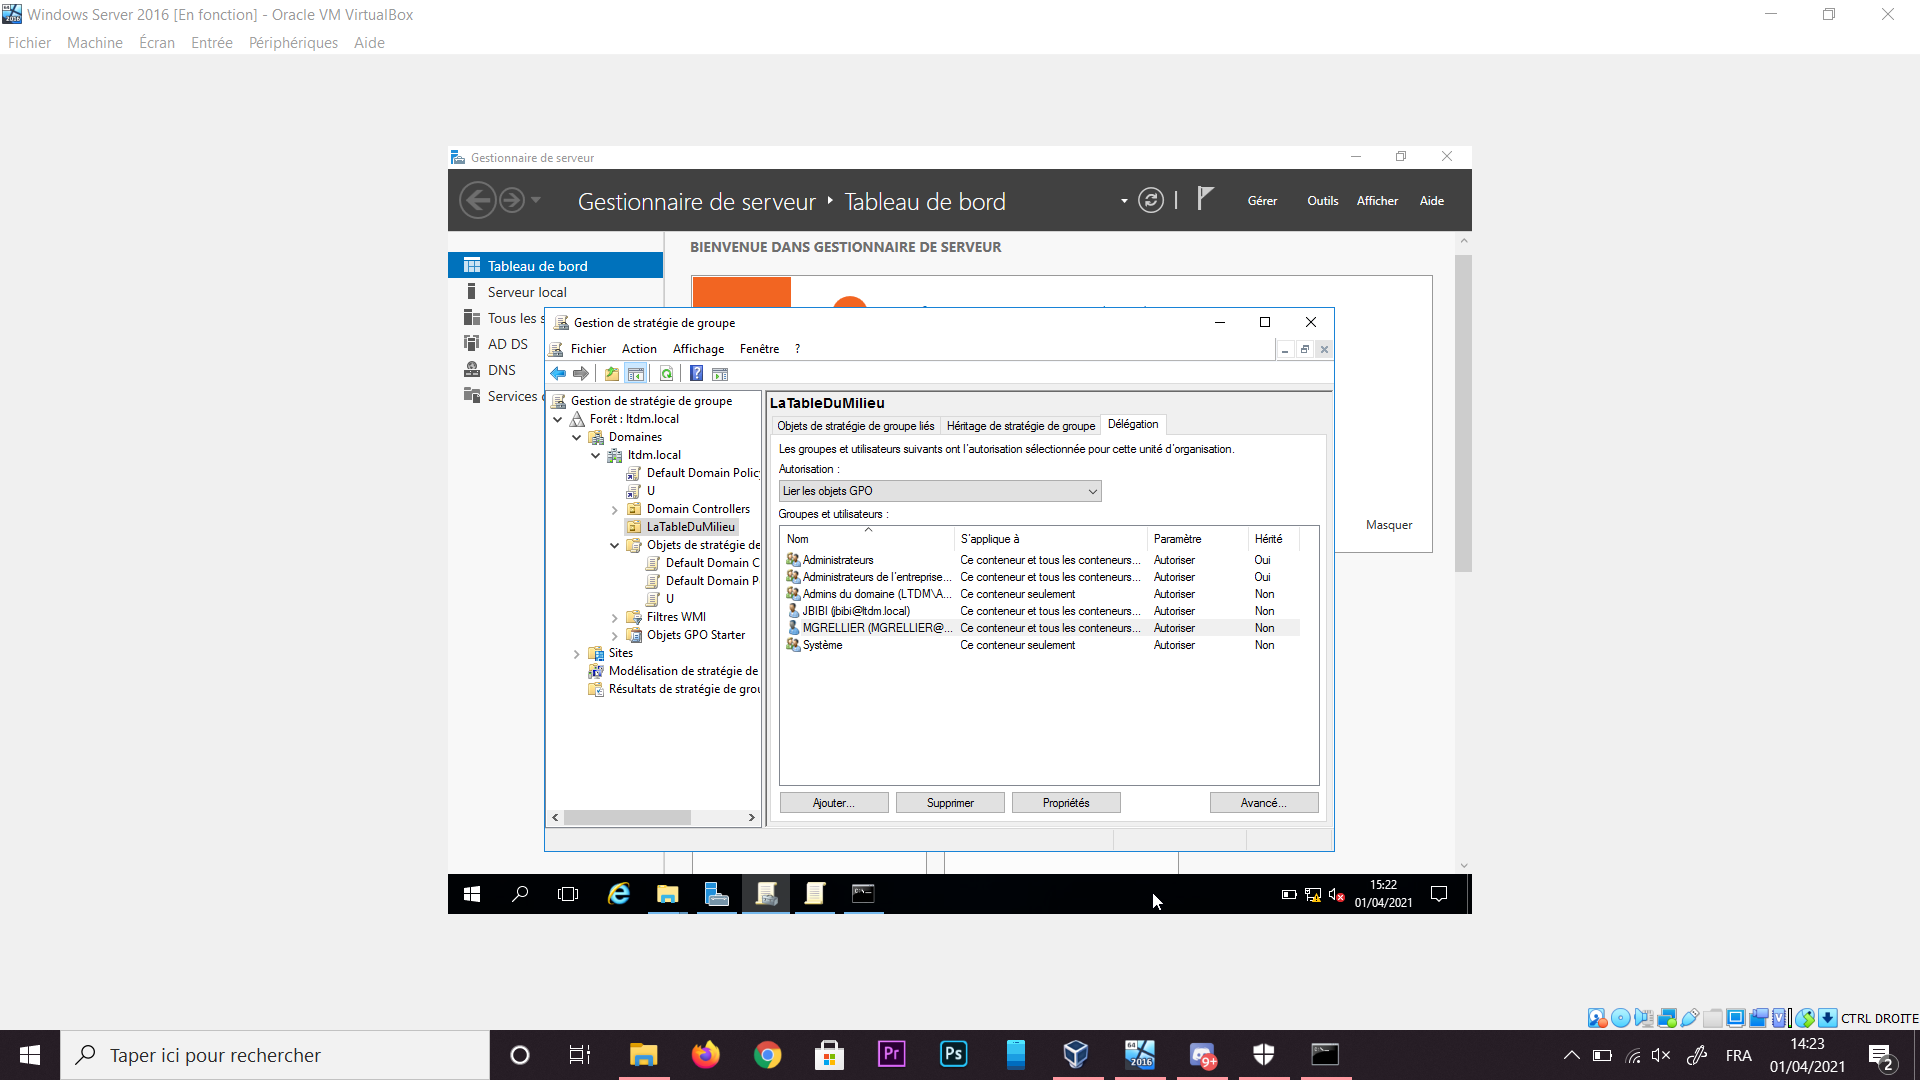 Windows Server 2016 [En fonction] - Oracle VM VirtualBox
Fichier Machine Écran Entrée Périphériques Aide
Gestionnaire de serveur
Gestionnaire de serveur ‣ Tableau de bord
Gérer Outils Afficher Aide
BIENVENUE DANS GESTIONNAIRE DE SERVEUR
Tableau de bord
Serveur local
Tous les s
AD DS
DNS
Services
Masquer
Gestion de stratégie de groupe
Fichier Action Affichage Fenêtre ?
Gestion de stratégie de groupe
Forêt : ltdm.local
Domaines
ltdm.local
Default Domain Polic
U
Domain Controllers
LaTableDuMilieu
Objets de stratégie de
Default Domain C
Default Domain P
U
Filtres WMI
Objets GPO Starter
Sites
Modélisation de stratégie de
Résultats de stratégie de grou
LaTableDuMilieu
Objets de stratégie de groupe liés Héritage de stratégie de groupe Délégation
Les groupes et utilisateurs suivants ont l'autorisation sélectionnée pour cette unité d'organisation.
Autorisation :
Lier les objets GPO
Groupes et utilisateurs :
Nom S'applique à Paramètre Hérité
Administrateurs Ce conteneur et tous les conteneurs... Autoriser Oui
Administrateurs de l'entreprise... Ce conteneur et tous les conteneurs... Autoriser Oui
Admins du domaine (LTDM\A... Ce conteneur seulement Autoriser Non
JBIBI (jbibi@ltdm.local) Ce conteneur et tous les conteneurs... Autoriser Non
MGRELLIER (MGRELLIER@... Ce conteneur et tous les conteneurs... Autoriser Non
Système Ce conteneur seulement Autoriser Non
Ajouter... Supprimer Propriétés Avancé...
15:22
01/04/2021
CTRL DROITE
Taper ici pour rechercher
Pr
Ps
64
2016
9+
FRA
14:23
01/04/2021
2